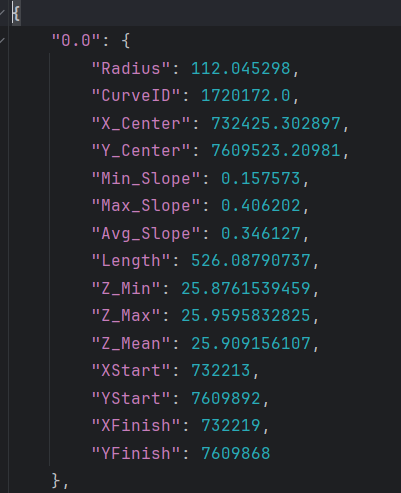 {
"0.0": {
"Radius": 112.045298,
"CurveID": 1720172.0,
"X_Center": 732425.302897,
"Y_Center": 7609523.20981,
"Min_Slope": 0.157573,
"Max_Slope": 0.406202,
"Avg_Slope": 0.346127,
"Length": 526.08790737,
"Z_Min": 25.8761539459,
"Z_Max": 25.9595832825,
"Z_Mean": 25.909156107,
"XStart": 732213,
"YStart": 7609892,
"XFinish": 732219,
"YFinish": 7609868
},